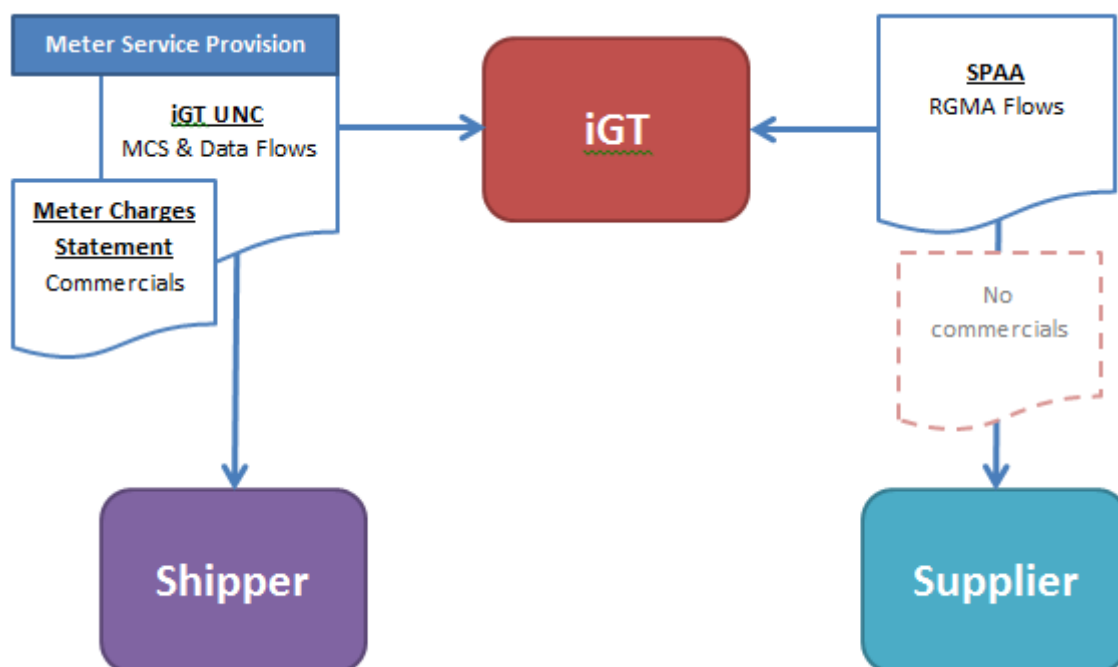 Meter Service Provision
iGT UNC
MCS & Data Flows
Meter Charges
Statement
Commercials
iGT
SPAA
RGMA Flows
No
commercials
Shipper
Supplier